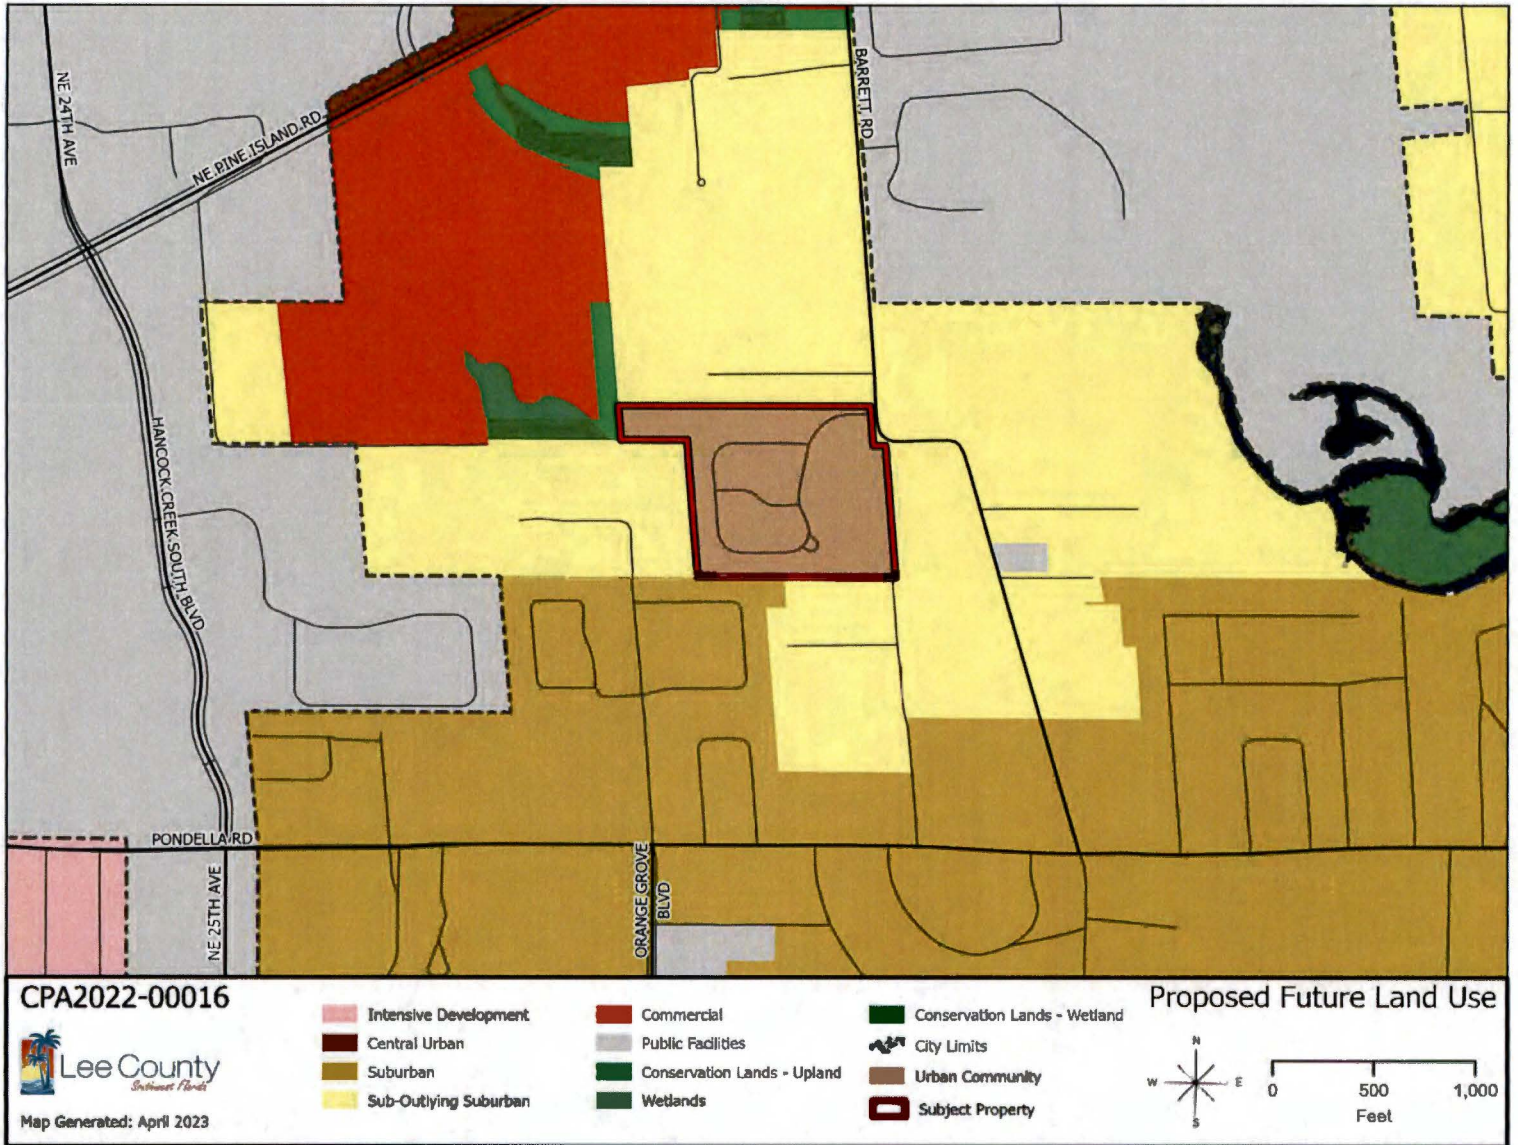 BARRETT RD
NE 24TH AVE
NE PINE ISLAND RD
HANCOCK CREEK SOUTH BLVD
PONDELLA RD
NE 25TH AVE
ORANGE GROVE
BLVD
CPA2022-00016
Proposed Future Land Use
Lee County
Southwest Florida
Map Generated: April 2023
Intensive Development
Central Urban
Suburban
Sub-Outlying Suburban
Commercial
Public Facilities
Conservation Lands - Upland
Wetlands
Conservation Lands - Wetland
City Limits
Urban Community
Subject Property
N
W E
S
0 500 1,000
Feet